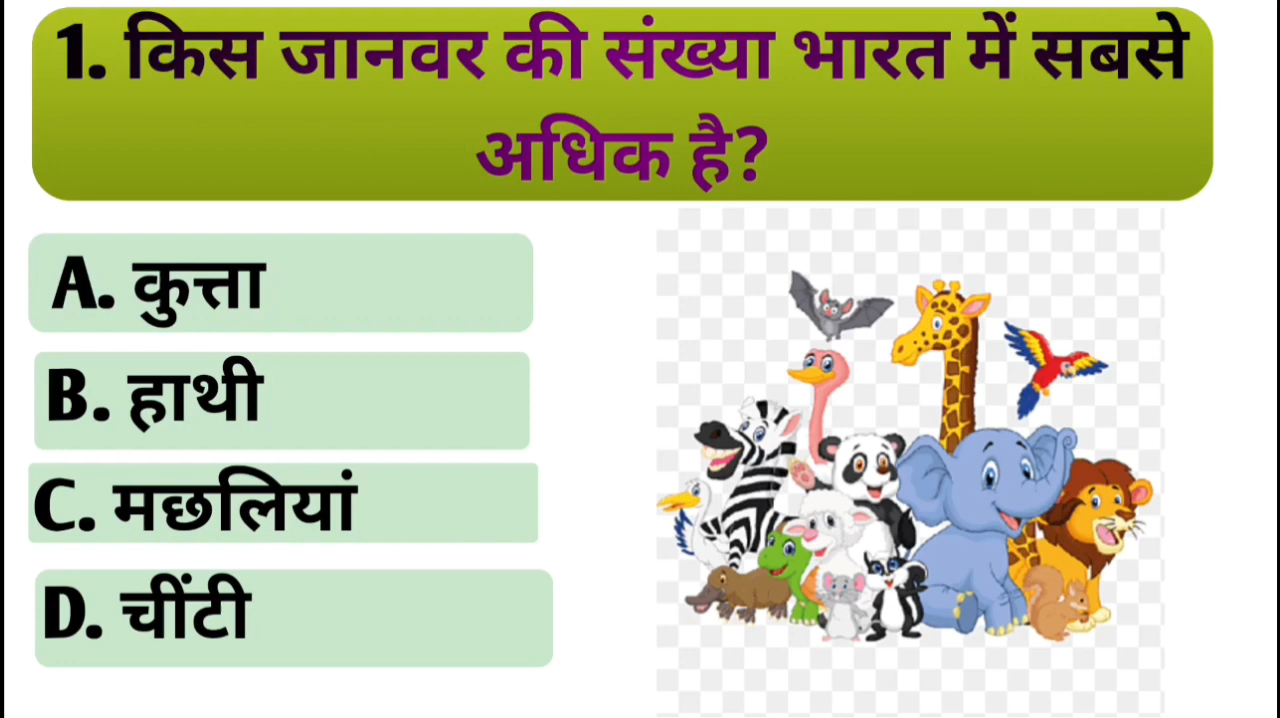 1. किस जानवर की संख्या भारत में सबसे
अधिक है?
A. कुत्ता
B. हाथी
C. मछलियां
D. चींटी